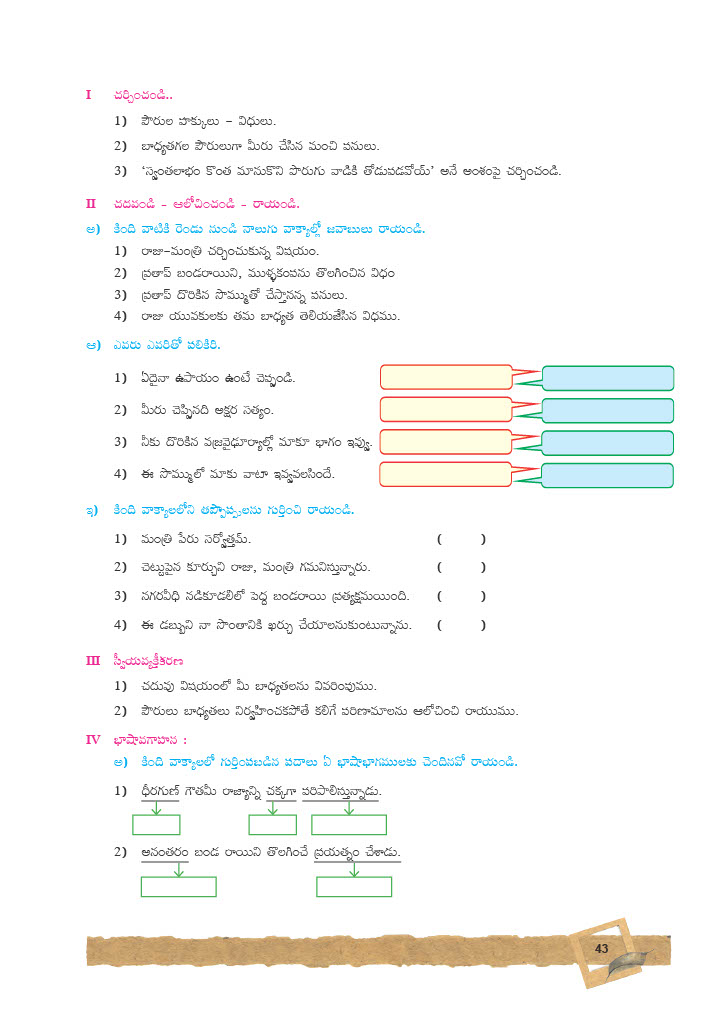 I చర్చించండి..
1) పౌరుల హక్కులు – విధులు.
2) బాధ్యతగల పౌరులుగా మీరు చేసిన మంచి పనులు.
3) ‘స్వంతలాభం కొంత మానుకొని పొరుగు వాడికి తోడుపడవోయ్’ అనే అంశంపై చర్చించండి.
II చదవండి – ఆలోచించండి – రాయండి.
అ) కింది వాటికి రెండు నుండి నాలుగు వాక్యాల్లో జవాబులు రాయండి.
1) రాజు–మంత్రి చర్చించుకున్న విషయం.
2) ప్రతాప్ బండరాయిని, ముళ్ళకంపను తొలగించిన విధం
3) ప్రతాప్ దొరికిన సొమ్ముతో చేస్తానన్న పనులు.
4) రాజు యువకులకు తమ బాధ్యత తెలియజేసిన విధము.
ఆ) ఎవరు ఎవరితో పలికిరి.
1) ఏదైనా ఉపాయం ఉంటే చెప్పండి.
2) మీరు చెప్పినది అక్షర సత్యం.
3) నీకు దొరికిన వజ్రవైఢూర్యాల్లో మాకూ భాగం ఇవ్వు.
4) ఈ సొమ్ములో మాకు వాటా ఇవ్వవలసిందే.
ఇ) కింది వాక్యాలలోని తప్పొప్పులను గుర్తించి రాయండి.
1) మంత్రి పేరు సర్వోత్తమ్. ( )
2) చెట్టుపైన కూర్చుని రాజు, మంత్రి గమనిస్తున్నారు. ( )
3) నగరవీధి నడికూడలిలో పెద్ద బండరాయి ప్రత్యక్షమయింది. ( )
4) ఈ డబ్బుని నా సొంతానికి ఖర్చు చేయాలనుకుంటున్నాను. ( )
III స్వీయవ్యక్తీకరణ
1) చదువు విషయంలో మీ బాధ్యతలను వివరింపుము.
2) పౌరులు బాధ్యతలు నిర్వహించకపోతే కలిగే పరిణామాలను ఆలోచించి రాయుము.
IV భాషావగాహన :
అ) కింది వాక్యాలలో గుర్తింపబడిన పదాలు ఏ భాషాభాగములకు చెందినవో రాయండి.
1) ధీరగుణ్ గౌతమీ రాజ్యాన్ని చక్కగా పరిపాలిస్తున్నాడు.
2) అనంతరం బండ రాయిని తొలగించే ప్రయత్నం చేశాడు.
43